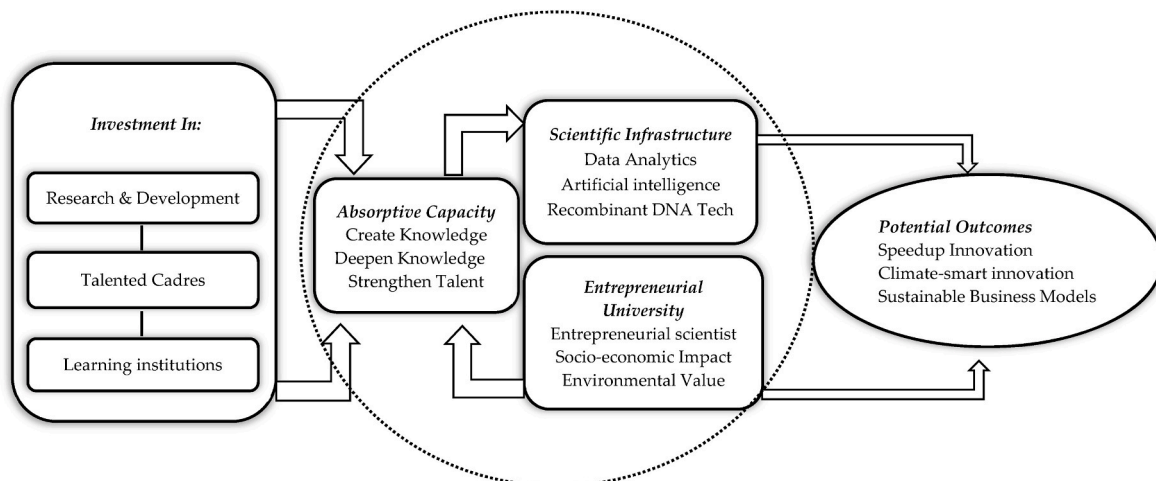 Investment In:
Research & Development
Talented Cadres
Learning institutions
Absorptive Capacity
Create Knowledge
Deepen Knowledge
Strengthen Talent
Scientific Infrastructure
Data Analytics
Artificial intelligence
Recombinant DNA Tech
Entrepreneurial
University
Entrepreneurial scientist
Socio-economic Impact
Environmental Value
Potential Outcomes
Speedup Innovation
Climate-smart innovation
Sustainable Business Models